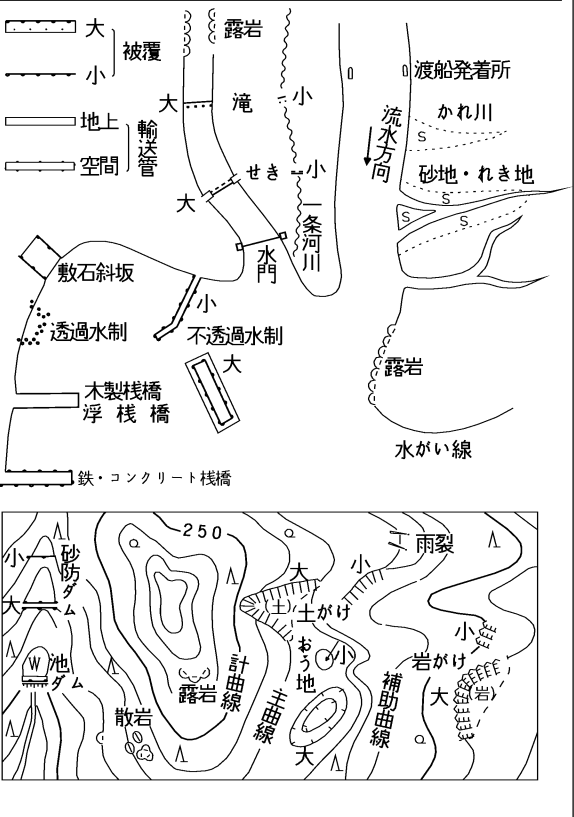 大
被覆
小
地上
輸送管
空間
露岩
大
滝
小
せき
小
大
水門
一条河川
渡船発着所
流水方向
かれ川
S
砂地・れき地
S
S
S
敷石斜坂
小
透過水制
不透過水制
大
木製桟橋
浮桟橋
鉄・コンクリート桟橋
露岩
水がい線
小
砂防ダム
大
W
池
ダム
250
露岩
散岩
計曲線
主曲線
大
(土)
土がけ
小
雨裂
おう地
小
大
補助曲線
岩がけ
小
大
(岩)